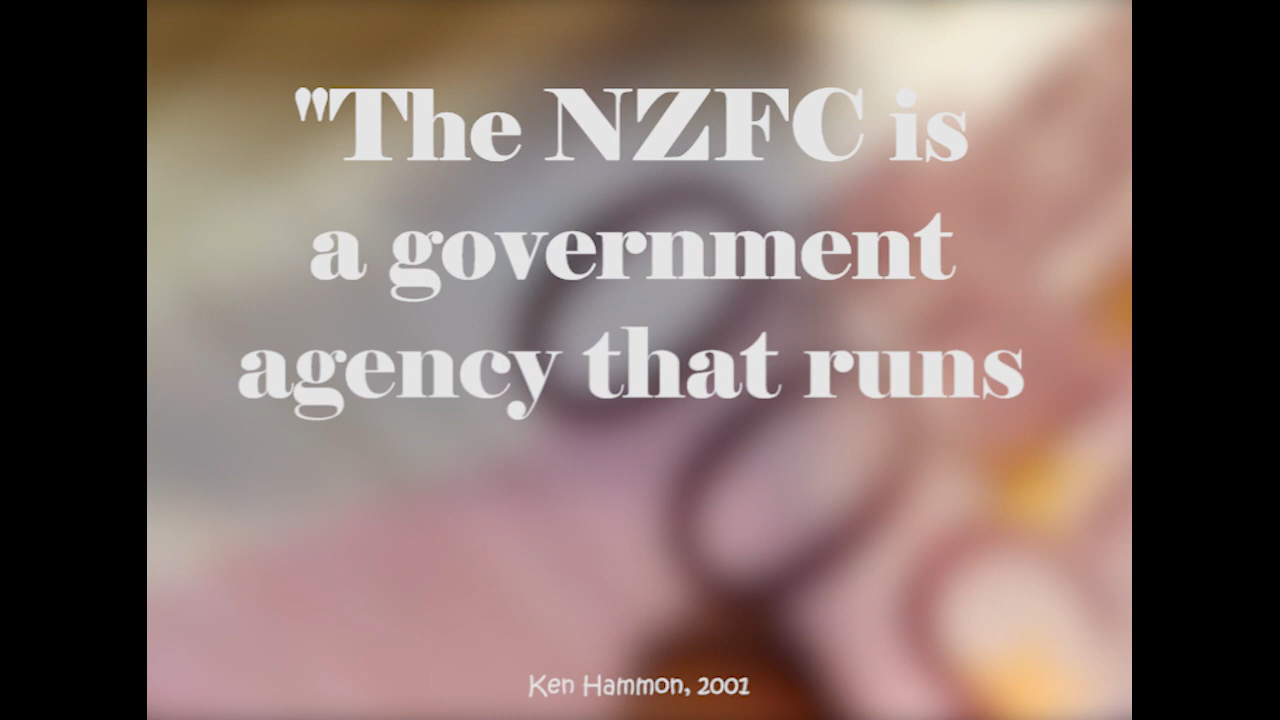 "The NZFC is
a government
agency that runs
Ken Hammon, 2001